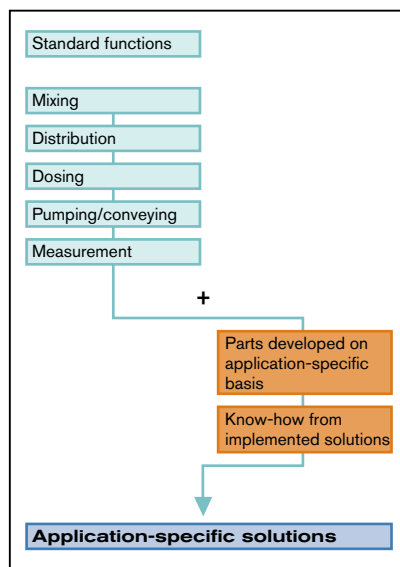 Standard functions
Mixing
Distribution
Dosing
Pumping/conveying
Measurement
+
Parts developed on
application-specific
basis
Know-how from
implemented solutions
Application-specific solutions